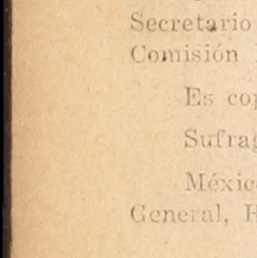 Secretario
Comisión
Es cop
Sufrag
Méxic
General, H